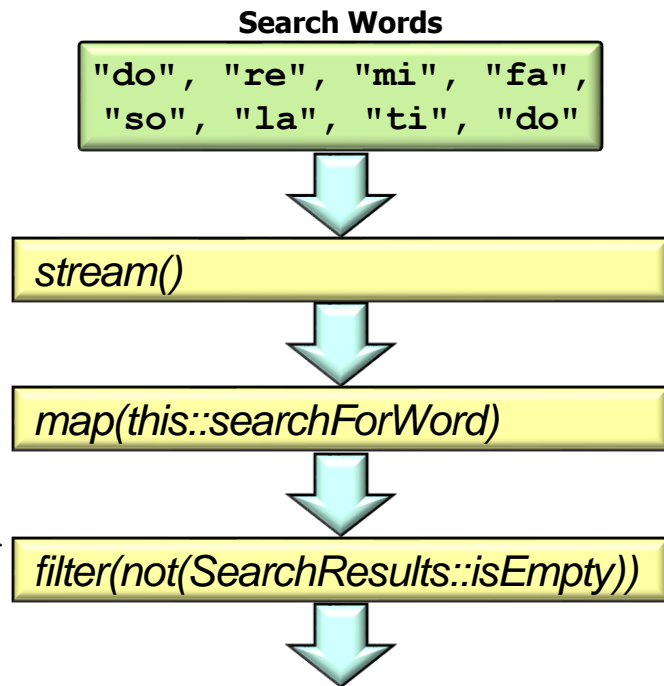 Search Words
"do", "re", "mi", "fa",
"so", "la", "ti", "do"
stream()
map(this::searchForWord)
filter(not(SearchResults::isEmpty))